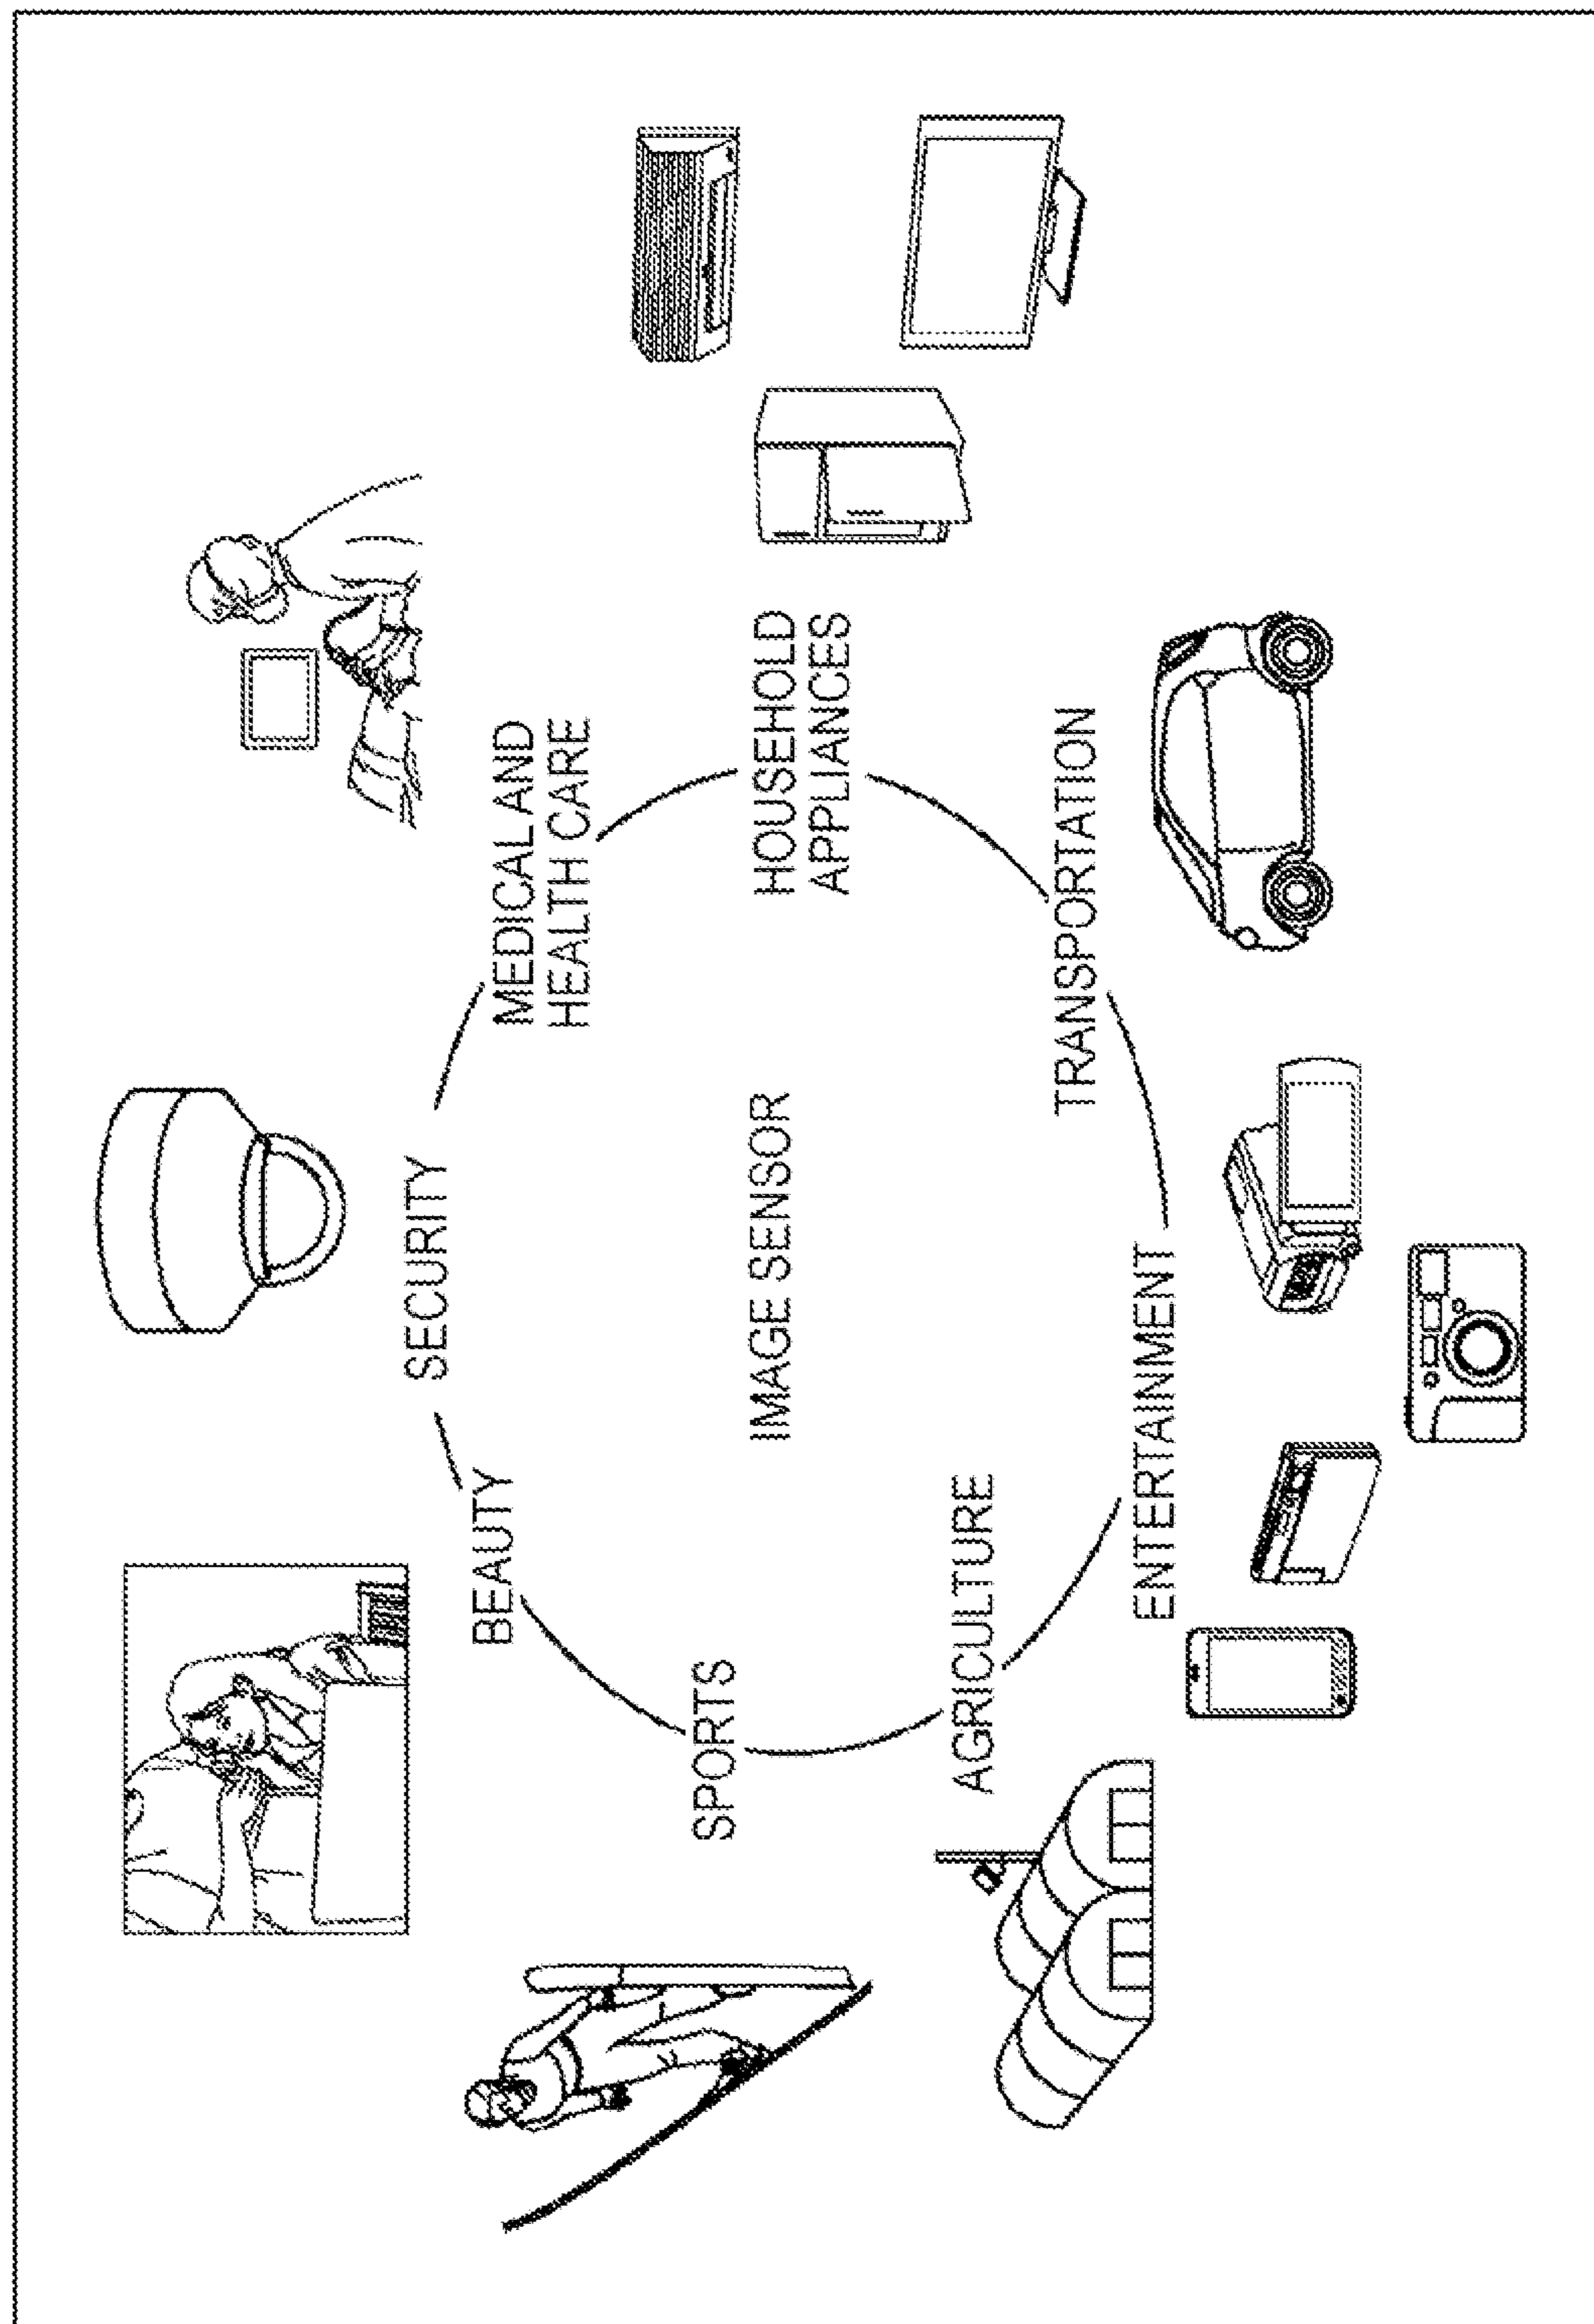 SECURITY
MEDICAL AND
HEALTH CARE
HOUSEHOLD
APPLIANCES
TRANSPORTATION
ENTERTAINMENT
AGRICULTURE
SPORTS
BEAUTY
IMAGE SENSOR